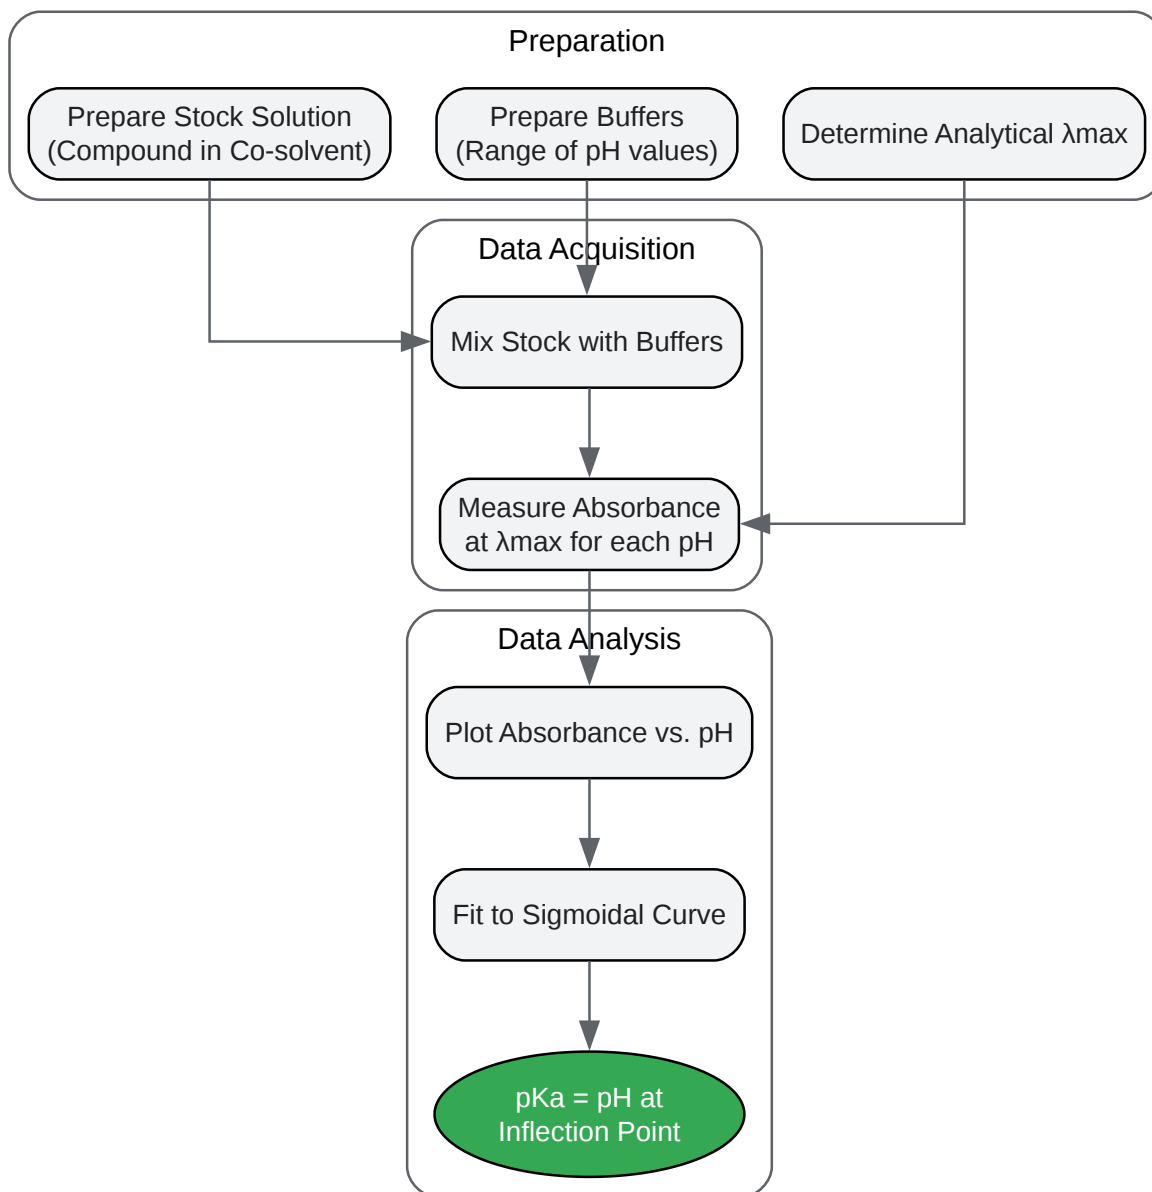 Preparation
Prepare Stock Solution
(Compound in Co-solvent)
Prepare Buffers
(Range of pH values)
Determine Analytical λmax
Data Acquisition
Mix Stock with Buffers
Measure Absorbance
at λmax for each pH
Data Analysis
Plot Absorbance vs. pH
Fit to Sigmoidal Curve
pKa = pH at
Inflection Point